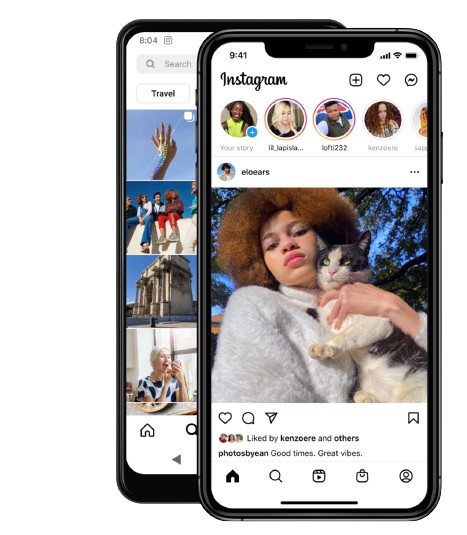 8:04
Search
Travel
9:41
Instagram
Your story
lil_lapisla...
lofti232
kenzoere
eloears
Liked by kenzoere and others
photosbyean Good times. Great vibes.